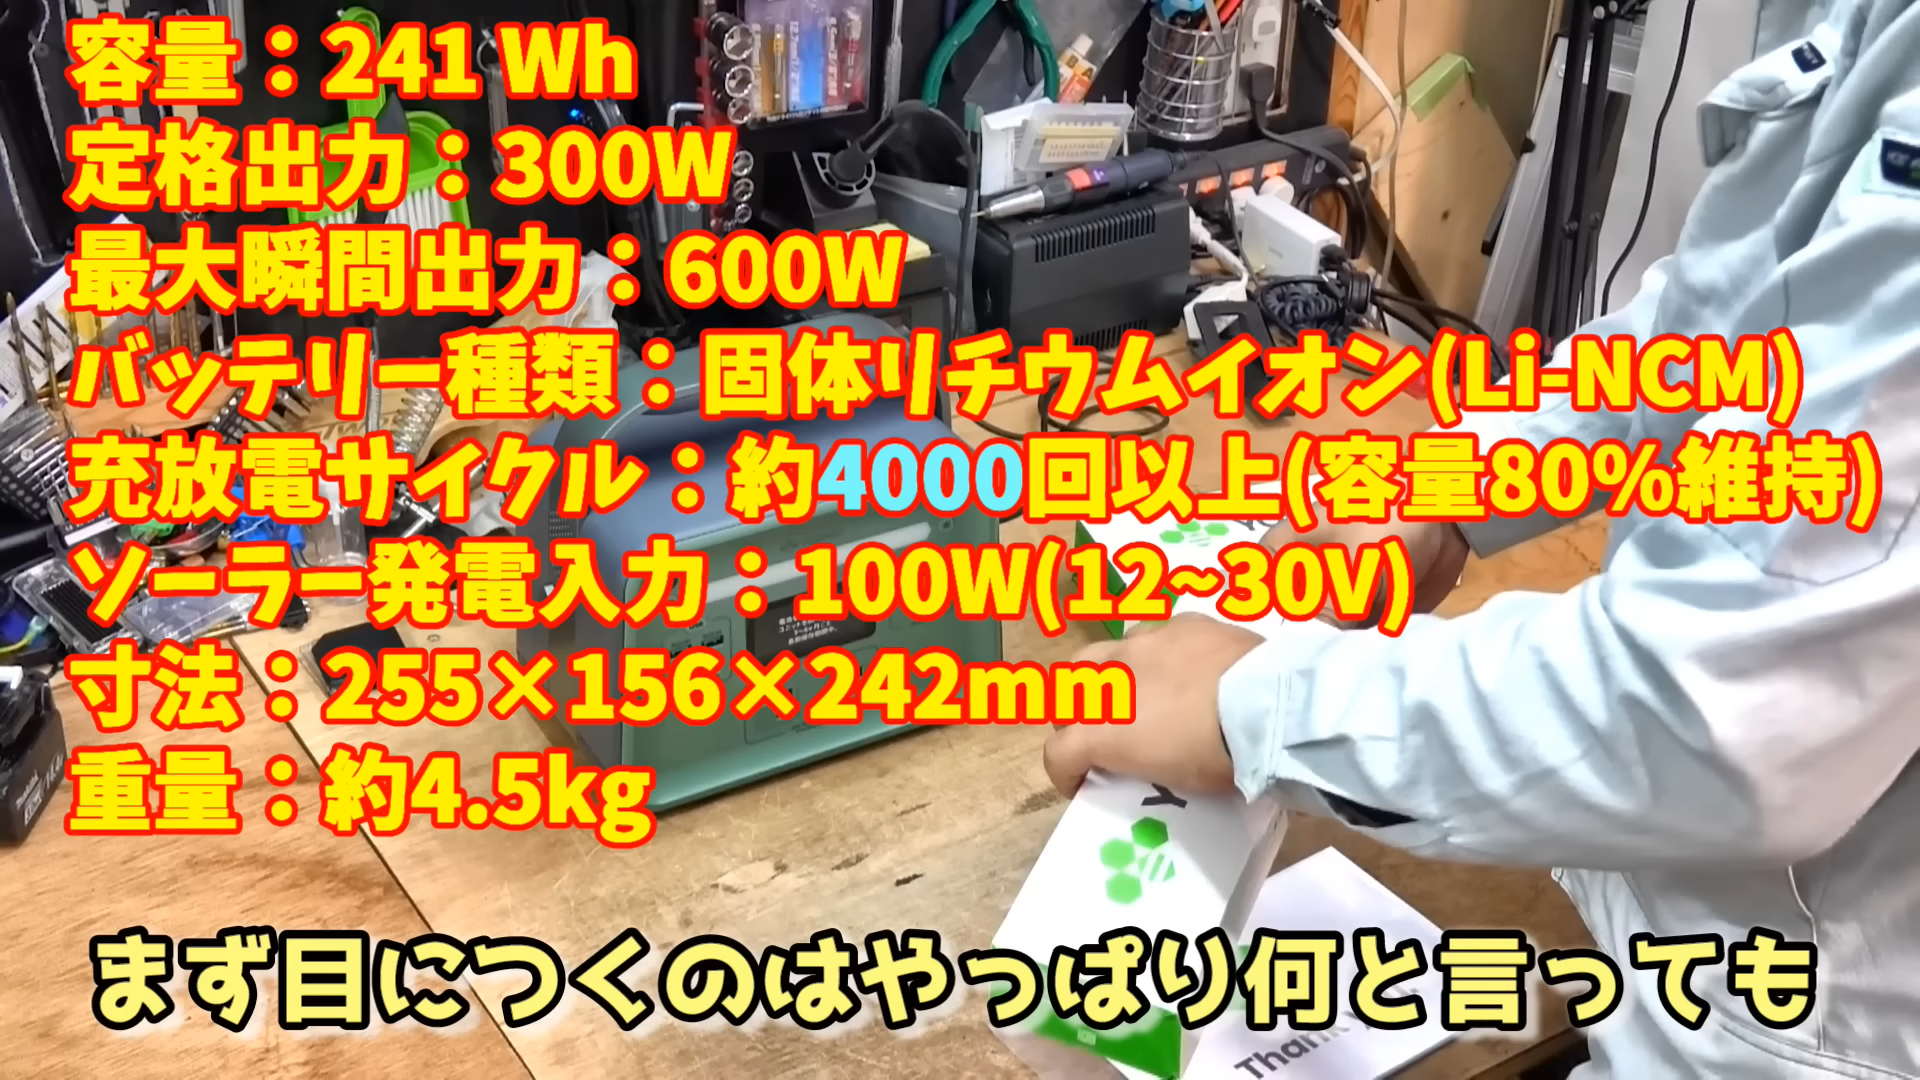 容量：241 Wh
定格出力：300W
最大瞬間出力：600W
バッテリー種類：固体リチウムイオン(Li-NCM)
充放電サイクル：約4000回以上(容量80%維持)
ソーラー発電入力：100W(12~30V)
寸法：255×156×242mm
重量：約4.5kg
まず目につくのはやっぱり何と言っても
Thank